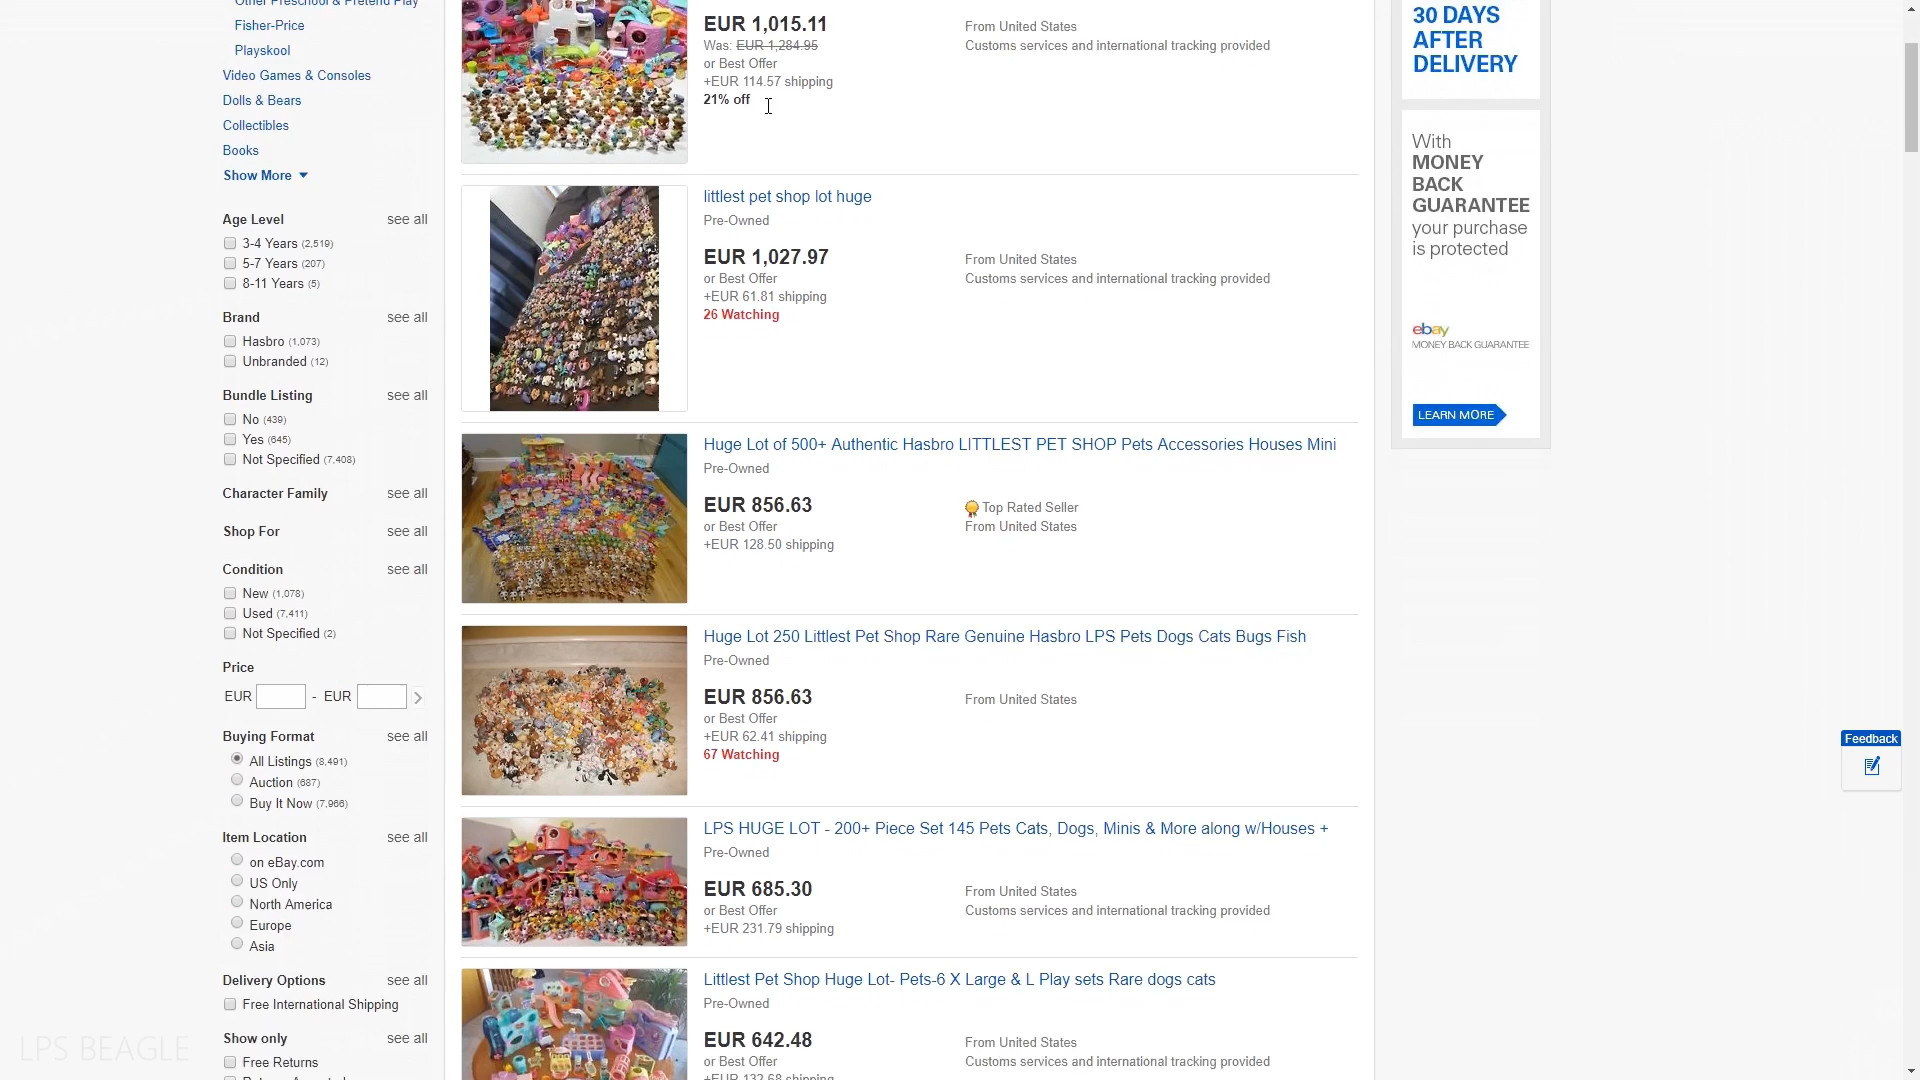 Other Preschool & Pretend Play
Fisher-Price
Playskool
Video Games & Consoles
Dolls & Bears
Collectibles
Books
Show More
Age Level see all
3-4 Years (2,519)
5-7 Years (207)
8-11 Years (5)
Brand see all
Hasbro (1,073)
Unbranded (12)
Bundle Listing see all
No (439)
Yes (645)
Not Specified (7,408)
Character Family see all
Shop For see all
Condition see all
New (1,078)
Used (7,411)
Not Specified (2)
Price
EUR - EUR
Buying Format see all
All Listings (8,491)
Auction (687)
Buy It Now (7,966)
Item Location see all
on eBay.com
US Only
North America
Europe
Asia
Delivery Options see all
Free International Shipping
Show only see all
Free Returns
EUR 1,015.11
Was: EUR 1,284.95
or Best Offer
+EUR 114.57 shipping
21% off
From United States
Customs services and international tracking provided
littlest pet shop lot huge
Pre-Owned
EUR 1,027.97
or Best Offer
+EUR 61.81 shipping
26 Watching
From United States
Customs services and international tracking provided
Huge Lot of 500+ Authentic Hasbro LITTLEST PET SHOP Pets Accessories Houses Mini
Pre-Owned
EUR 856.63
or Best Offer
+EUR 128.50 shipping
Top Rated Seller
From United States
Huge Lot 250 Littlest Pet Shop Rare Genuine Hasbro LPS Pets Dogs Cats Bugs Fish
Pre-Owned
EUR 856.63
or Best Offer
+EUR 62.41 shipping
67 Watching
From United States
LPS HUGE LOT - 200+ Piece Set 145 Pets Cats, Dogs, Minis & More along w/Houses +
Pre-Owned
EUR 685.30
or Best Offer
+EUR 231.79 shipping
From United States
Customs services and international tracking provided
Littlest Pet Shop Huge Lot- Pets-6 X Large & L Play sets Rare dogs cats
Pre-Owned
EUR 642.48
or Best Offer
+EUR 132.68 shipping
From United States
Customs services and international tracking provided
30 DAYS
AFTER
DELIVERY
With
MONEY
BACK
GUARANTEE
your purchase
is protected
ebay
MONEY BACK GUARANTEE
LEARN MORE
Feedback
LPS BEAGLE